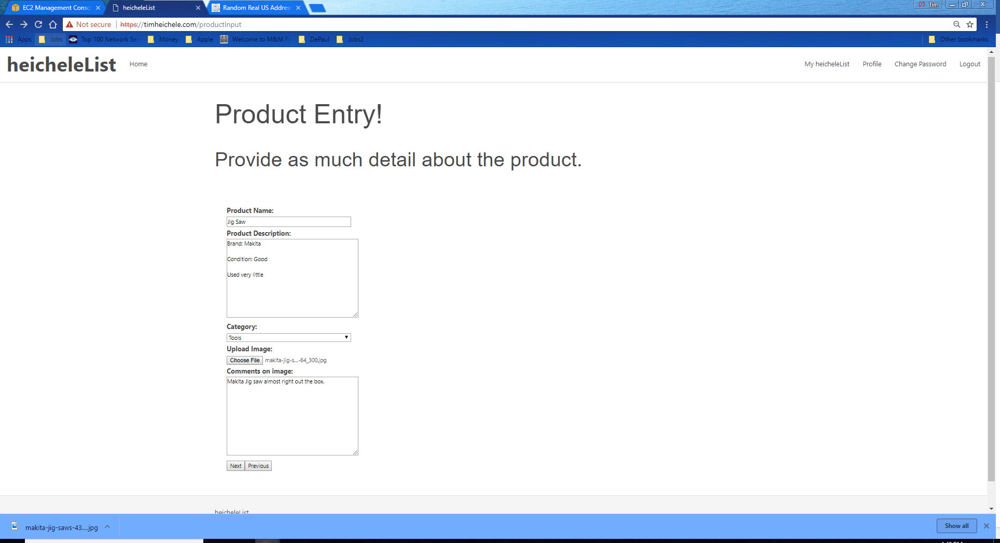 EC2 Management Conso
heicheleList
Random Real US Addres
Tim
Not secure
https://timheichele.com/productInput
Apps
Jobs
Top 100 Network Sec
Money
Apple
Welcome to M&M P
DePaul
Jobs2
Other bookmarks
heicheleList
Home
My heicheleList
Profile
Change Password
Logout
Product Entry!
Provide as much detail about the product.
Product Name:
Jig Saw
Product Description:
Brand: Makita
Condition: Good
Used very little
Category:
Tools
Upload Image:
Choose File makita-jig-s...-64_300.jpg
Comments on image:
Makita Jig saw almost right out the box.
Next Previous
heicheleList
makita-jig-saws-43....jpg
Show all